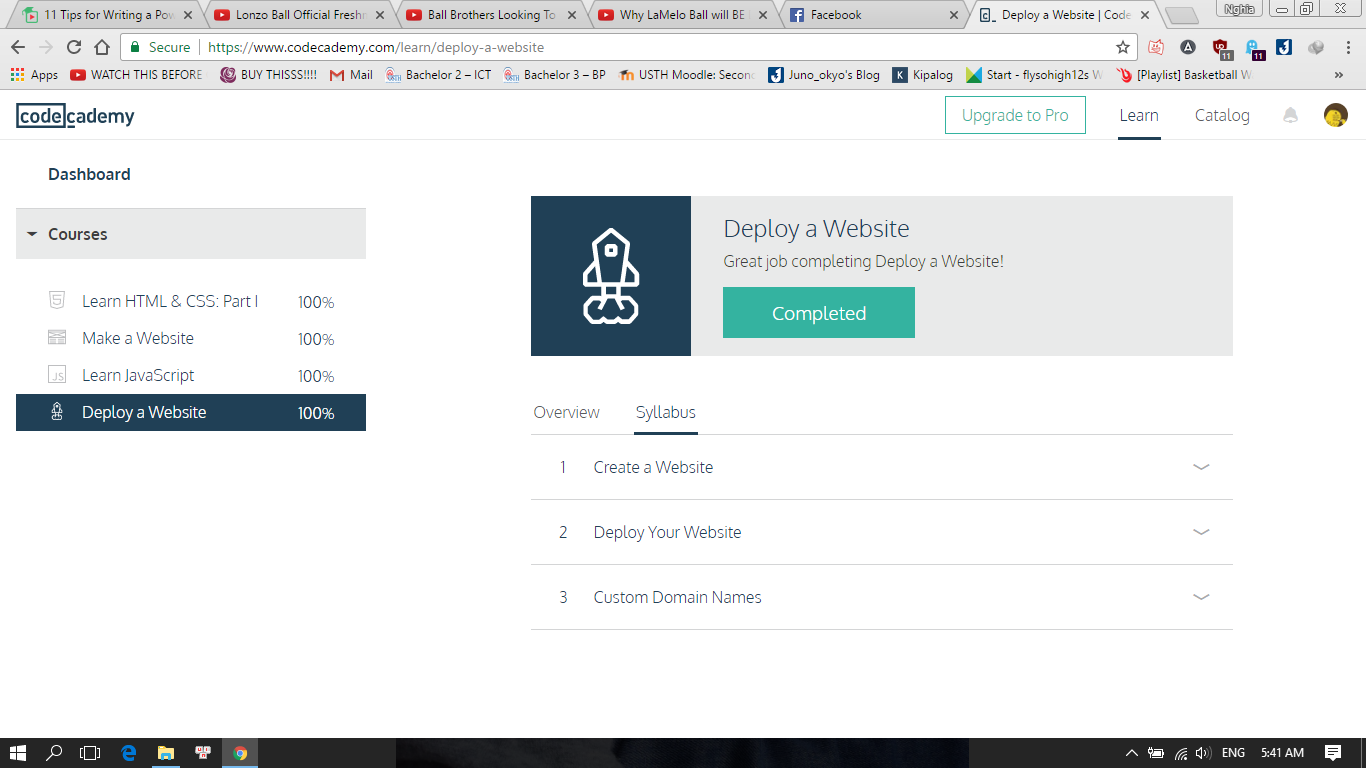 11 Tips for Writing a Pow
Lonzo Ball Official Freshm
Ball Brothers Looking To
Why LaMelo Ball will BE
Facebook
Deploy a Website | Code
Nghĩa
Secure
https://www.codecademy.com/learn/deploy-a-website
11
11
Apps
WATCH THIS BEFORE
BUY THISSS!!!!
Mail
Bachelor 2 – ICT
Bachelor 3 – BP
USTH Moodle: Secon
Juno_okyo's Blog
Kipalog
Start - flysohigh12s W
[Playlist] Basketball W
»
codecademy
Upgrade to Pro
Learn
Catalog
Dashboard
Courses
Learn HTML & CSS: Part I 100%
Make a Website 100%
JS Learn JavaScript 100%
Deploy a Website 100%
Deploy a Website
Great job completing Deploy a Website!
Completed
Overview
Syllabus
1 Create a Website
2 Deploy Your Website
3 Custom Domain Names
ENG
5:41 AM